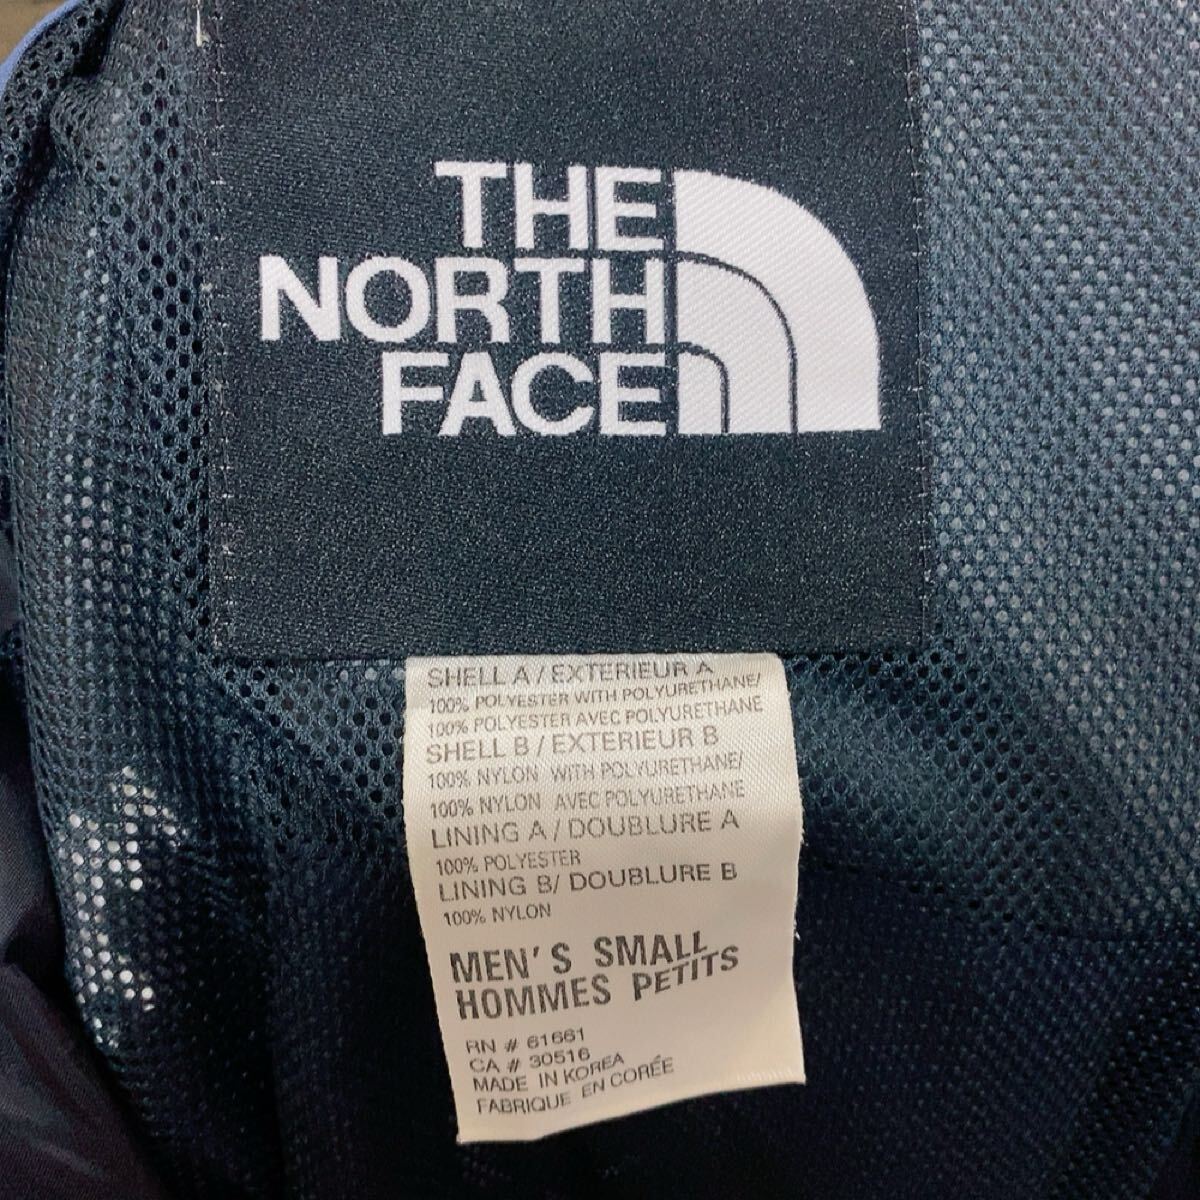 THE
NORTH
FACE
SHELL A / EXTERIEUR A
100% POLYESTER WITH POLYURETHANE/
100% POLYESTER AVEC POLYURETHANE
SHELL B / EXTERIEUR B
100% NYLON WITH POLYURETHANE/
100% NYLON AVEC POLYURETHANE
LINING A / DOUBLURE A
100% POLYESTER
LINING B/ DOUBLURE B
100% NYLON
MEN'S SMALL
HOMMES PETITS
RN # 61661
CA # 30516
MADE IN KOREA
FABRIQUE EN CORÉE